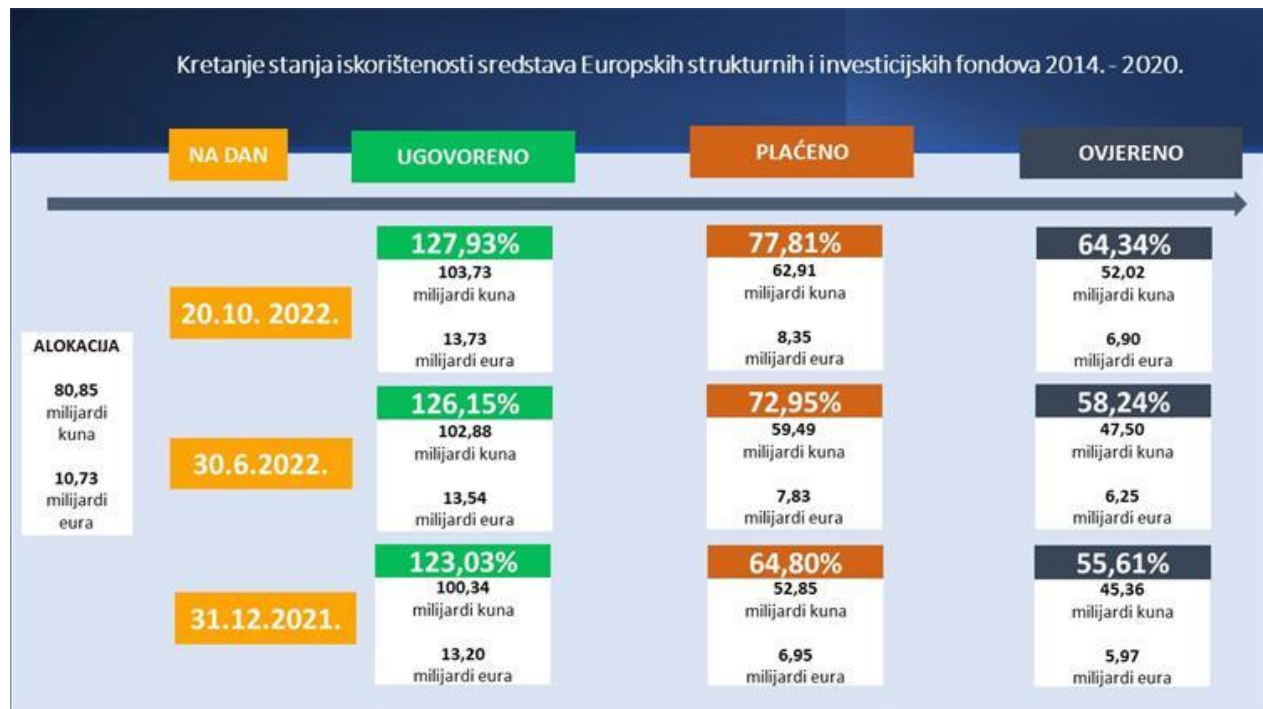 Kretanje stanja iskorištenosti sredstava Europskih strukturnih i investicijskih fondova 2014. - 2020.
NA DAN
UGOVORENO
PLAĆENO
OVJERENO
ALOKACIJA
80,85
milijardi
kuna
10,73
milijardi
eura
20.10. 2022.
127,93%
103,73
milijardi kuna
13,73
milijardi eura
77,81%
62,91
milijardi kuna
8,35
milijardi eura
64,34%
52,02
milijardi kuna
6,90
milijardi eura
30.6.2022.
126,15%
102,88
milijardi kuna
13,54
milijardi eura
72,95%
59,49
milijardi kuna
7,83
milijardi eura
58,24%
47,50
milijardi kuna
6,25
milijardi eura
31.12.2021.
123,03%
100,34
milijardi kuna
13,20
milijardi eura
64,80%
52,85
milijardi kuna
6,95
milijardi eura
55,61%
45,36
milijardi kuna
5,97
milijardi eura